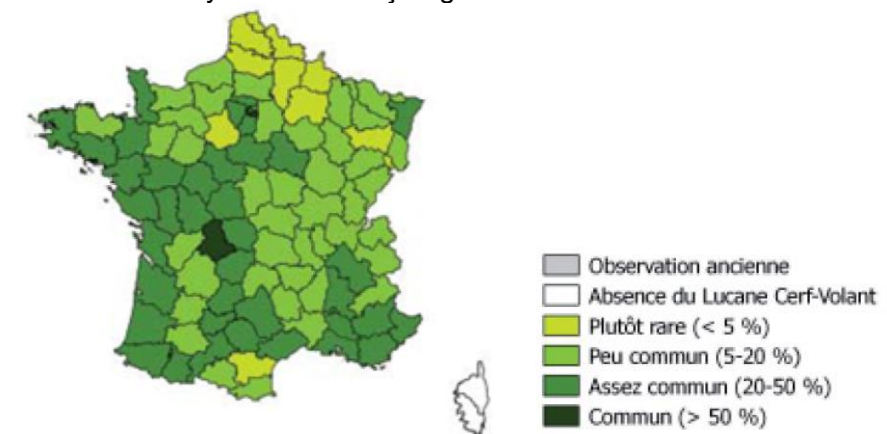 Observation ancienne
Absence du Lucane Cerf-Volant
Plutôt rare (< 5 %)
Peu commun (5-20 %)
Assez commun (20-50 %)
Commun (> 50 %)